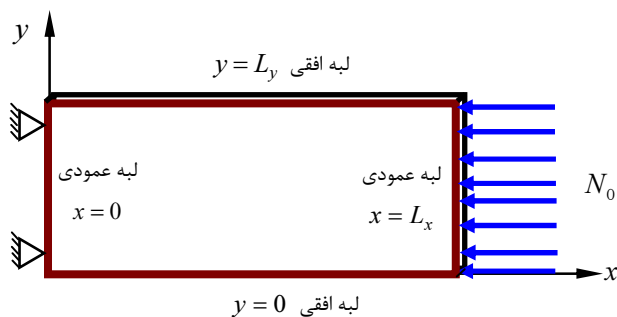 y
لبه افقی y = L_y
لبه عمودی
x = 0
لبه عمودی
x = L_x
N_0
x
لبه افقی y = 0